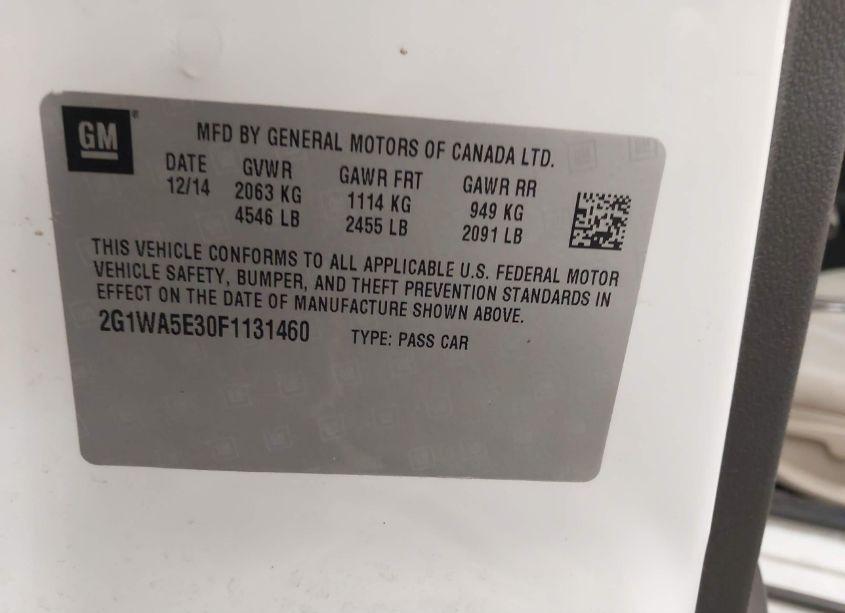 GM
MFD BY GENERAL MOTORS OF CANADA LTD.
DATE GVWR GAWR FRT GAWR RR
12/14 2063 KG 1114 KG 949 KG
4546 LB 2455 LB 2091 LB
THIS VEHICLE CONFORMS TO ALL APPLICABLE U.S. FEDERAL MOTOR
VEHICLE SAFETY, BUMPER, AND THEFT PREVENTION STANDARDS IN
EFFECT ON THE DATE OF MANUFACTURE SHOWN ABOVE.
2G1WA5E30F1131460 TYPE: PASS CAR